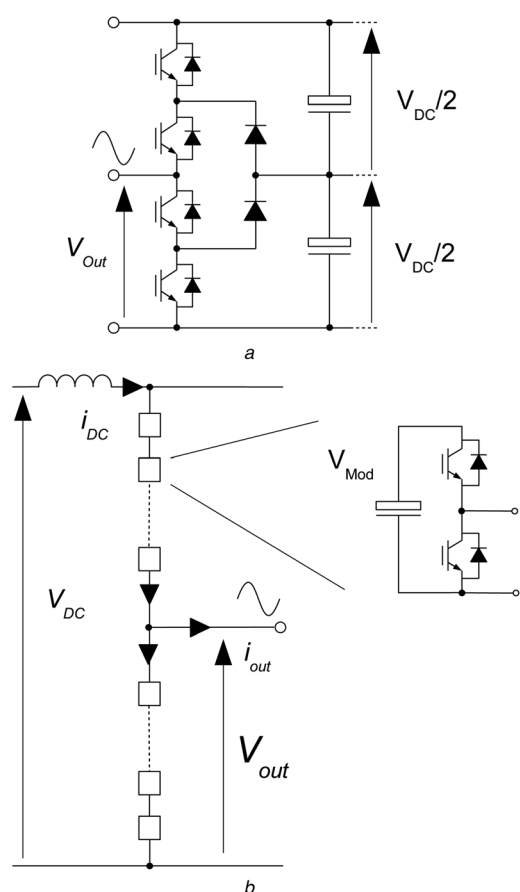 V_DC/2
V_Out
V_DC/2
a
i_DC
V_Mod
V_DC
i_out
V_out
b